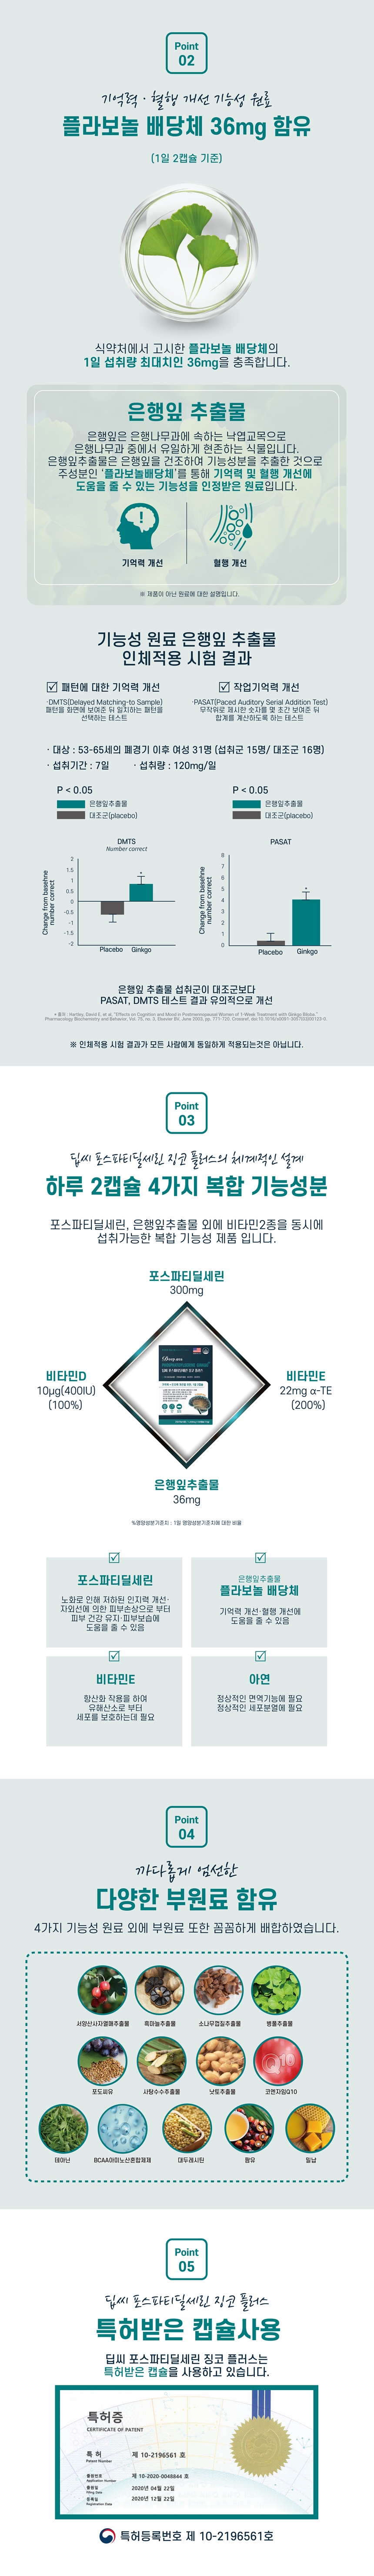 Point
02
기억력 · 혈행 개선 기능성 원료
플라보놀 배당체 36mg 함유
(1일 2캡슐 기준)
식약처에서 고시한 플라보놀 배당체의
1일 섭취량 최대치인 36mg을 충족합니다.
은행잎 추출물
은행잎은 은행나무과에 속하는 낙엽교목으로
은행나무과 중에서 유일하게 현존하는 식물입니다.
은행잎추출물은 은행잎을 건조하여 기능성분을 추출한 것으로
주성분인 '플라보놀배당체'를 통해 기억력 및 혈행 개선에
도움을 줄 수 있는 기능성을 인정받은 원료입니다.
기억력 개선
혈행 개선
※ 제품이 아닌 원료에 대한 설명입니다.
기능성 원료 은행잎 추출물
인체적용 시험 결과
패턴에 대한 기억력 개선
·DMTS(Delayed Matching-to Sample)
패턴을 화면에 보여준 뒤 일치하는 패턴을
선택하는 테스트
작업기억력 개선
·PASAT(Paced Auditory Serial Addition Test)
무작위로 제시한 숫자를 몇 초간 보여준 뒤
합계를 계산하도록 하는 테스트
· 대상 : 53-65세의 폐경기 이후 여성 31명 (섭취군 15명/ 대조군 16명)
· 섭취기간 : 7일 · 섭취량 : 120mg/일
P < 0.05
은행잎추출물
대조군(placebo)
P < 0.05
은행잎추출물
대조군(placebo)
DMTS
Number correct
Change from basehne
number correct
2
1.5
1
0.5
0
-0.5
-1
-1.5
-2
*
Placebo Ginkgo
PASAT
Change from basehne
number correct
8
7
6
5
4
3
2
1
0
*
Placebo Ginkgo
은행잎 추출물 섭취군이 대조군보다
PASAT, DMTS 테스트 결과 유의적으로 개선
※ 인체적용 시험 결과가 모든 사람에게 동일하게 적용되는것은 아닙니다.
Point
03
딥씨 포스파티딜세린 징코 플러스의 체계적인 설계
하루 2캡슐 4가지 복합 기능성분
포스파티딜세린, 은행잎추출물 외에 비타민2종을 동시에
섭취가능한 복합 기능성 제품 입니다.
포스파티딜세린
300mg
비타민D
10μg(400IU)
(100%)
비타민E
22mg α-TE
(200%)
은행잎추출물
36mg
%영양성분기준치 : 1일 영양성분기준치에 대한 비율
포스파티딜세린
노화로 인해 저하된 인지력 개선·
자외선에 의한 피부손상으로 부터
피부 건강 유지·피부보습에
도움을 줄 수 있음
은행잎추출물
플라보놀 배당체
기억력 개선·혈행 개선에
도움을 줄 수 있음
비타민E
항산화 작용을 하여
유해산소로 부터
세포를 보호하는데 필요
아연
정상적인 면역기능에 필요
정상적인 세포분열에 필요
Point
04
까다롭게 엄선한
다양한 부원료 함유
4가지 기능성 원료 외에 부원료 또한 꼼꼼하게 배합하였습니다.
서양산사자열매추출물 흑마늘추출물 소나무껍질추출물 병풀추출물
Q10
포도씨유 사탕수수추출물 낫토추출물 코엔자임Q10
테아닌 BCAA아미노산혼합제제 대두레시틴 팜유 밀납
Point
05
딥씨 포스파티딜세린 징코 플러스
특허받은 캡슐사용
딥씨 포스파티딜세린 징코 플러스는
특허받은 캡슐을 사용하고 있습니다.
특허증
CERTIFICATE OF PATENT
특 허 제 10-2196561 호
Patent Number
출원번호 제 10-2020-0048844 호
Application Number
출원일 2020년 04월 22일
Filing Date
등록일 2020년 12월 22일
Registration Date
특허등록번호 제 10-2196561호